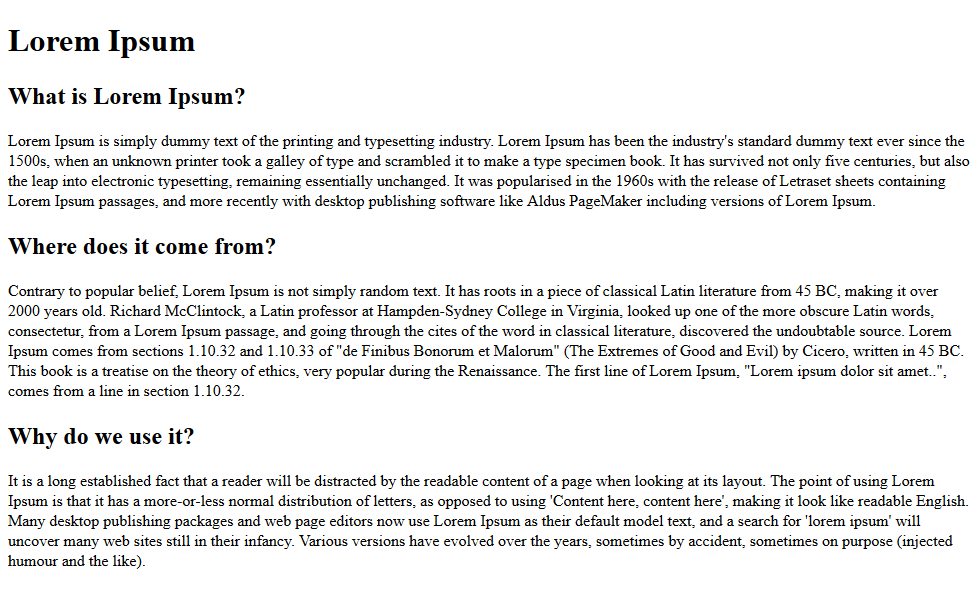 Lorem Ipsum
What is Lorem Ipsum?
Lorem Ipsum is simply dummy text of the printing and typesetting industry. Lorem Ipsum has been the industry's standard dummy text ever since the
1500s, when an unknown printer took a galley of type and scrambled it to make a type specimen book. It has survived not only five centuries, but also
the leap into electronic typesetting, remaining essentially unchanged. It was popularised in the 1960s with the release of Letraset sheets containing
Lorem Ipsum passages, and more recently with desktop publishing software like Aldus PageMaker including versions of Lorem Ipsum.
Where does it come from?
Contrary to popular belief, Lorem Ipsum is not simply random text. It has roots in a piece of classical Latin literature from 45 BC, making it over
2000 years old. Richard McClintock, a Latin professor at Hampden-Sydney College in Virginia, looked up one of the more obscure Latin words,
consectetur, from a Lorem Ipsum passage, and going through the cites of the word in classical literature, discovered the undoubtable source. Lorem
Ipsum comes from sections 1.10.32 and 1.10.33 of "de Finibus Bonorum et Malorum" (The Extremes of Good and Evil) by Cicero, written in 45 BC.
This book is a treatise on the theory of ethics, very popular during the Renaissance. The first line of Lorem Ipsum, "Lorem ipsum dolor sit amet..",
comes from a line in section 1.10.32.
Why do we use it?
It is a long established fact that a reader will be distracted by the readable content of a page when looking at its layout. The point of using Lorem
Ipsum is that it has a more-or-less normal distribution of letters, as opposed to using 'Content here, content here', making it look like readable English.
Many desktop publishing packages and web page editors now use Lorem Ipsum as their default model text, and a search for 'lorem ipsum' will
uncover many web sites still in their infancy. Various versions have evolved over the years, sometimes by accident, sometimes on purpose (injected
humour and the like).